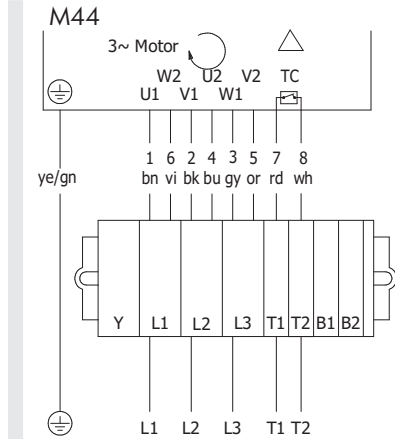 M44
3~ Motor
W2 U2 V2 TC
U1 V1 W1
1 6 2 4 3 5 7 8
ye/gn bn vi bk bu gy or rd wh
Y L1 L2 L3 T1 T2 B1 B2
L1 L2 L3 T1 T2